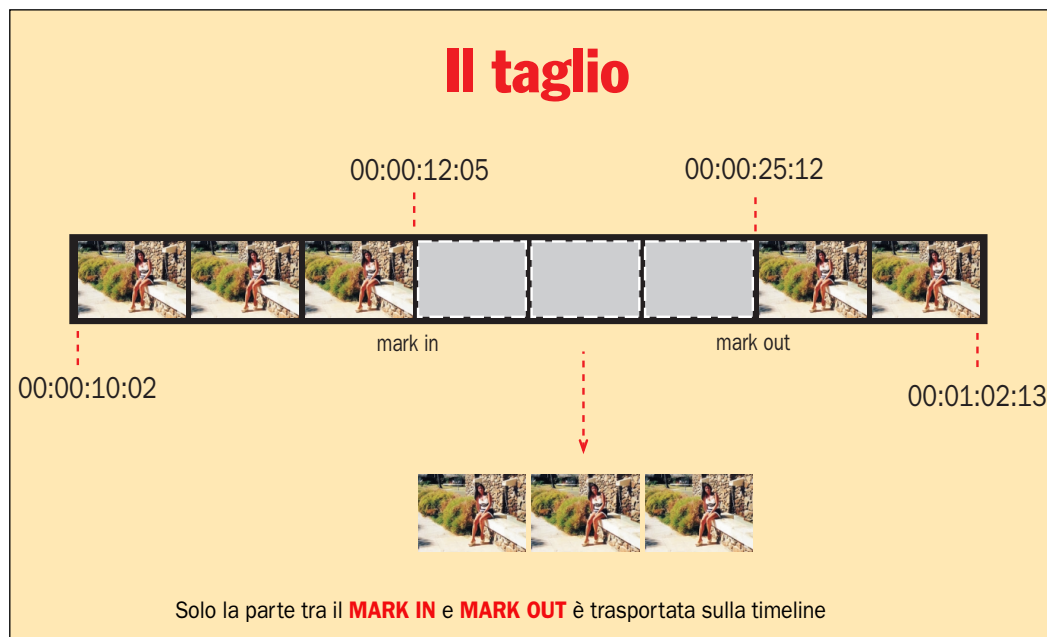 Il taglio
00:00:12:05
00:00:25:12
mark in
mark out
00:00:10:02
00:01:02:13
Solo la parte tra il MARK IN e MARK OUT è trasportata sulla timeline